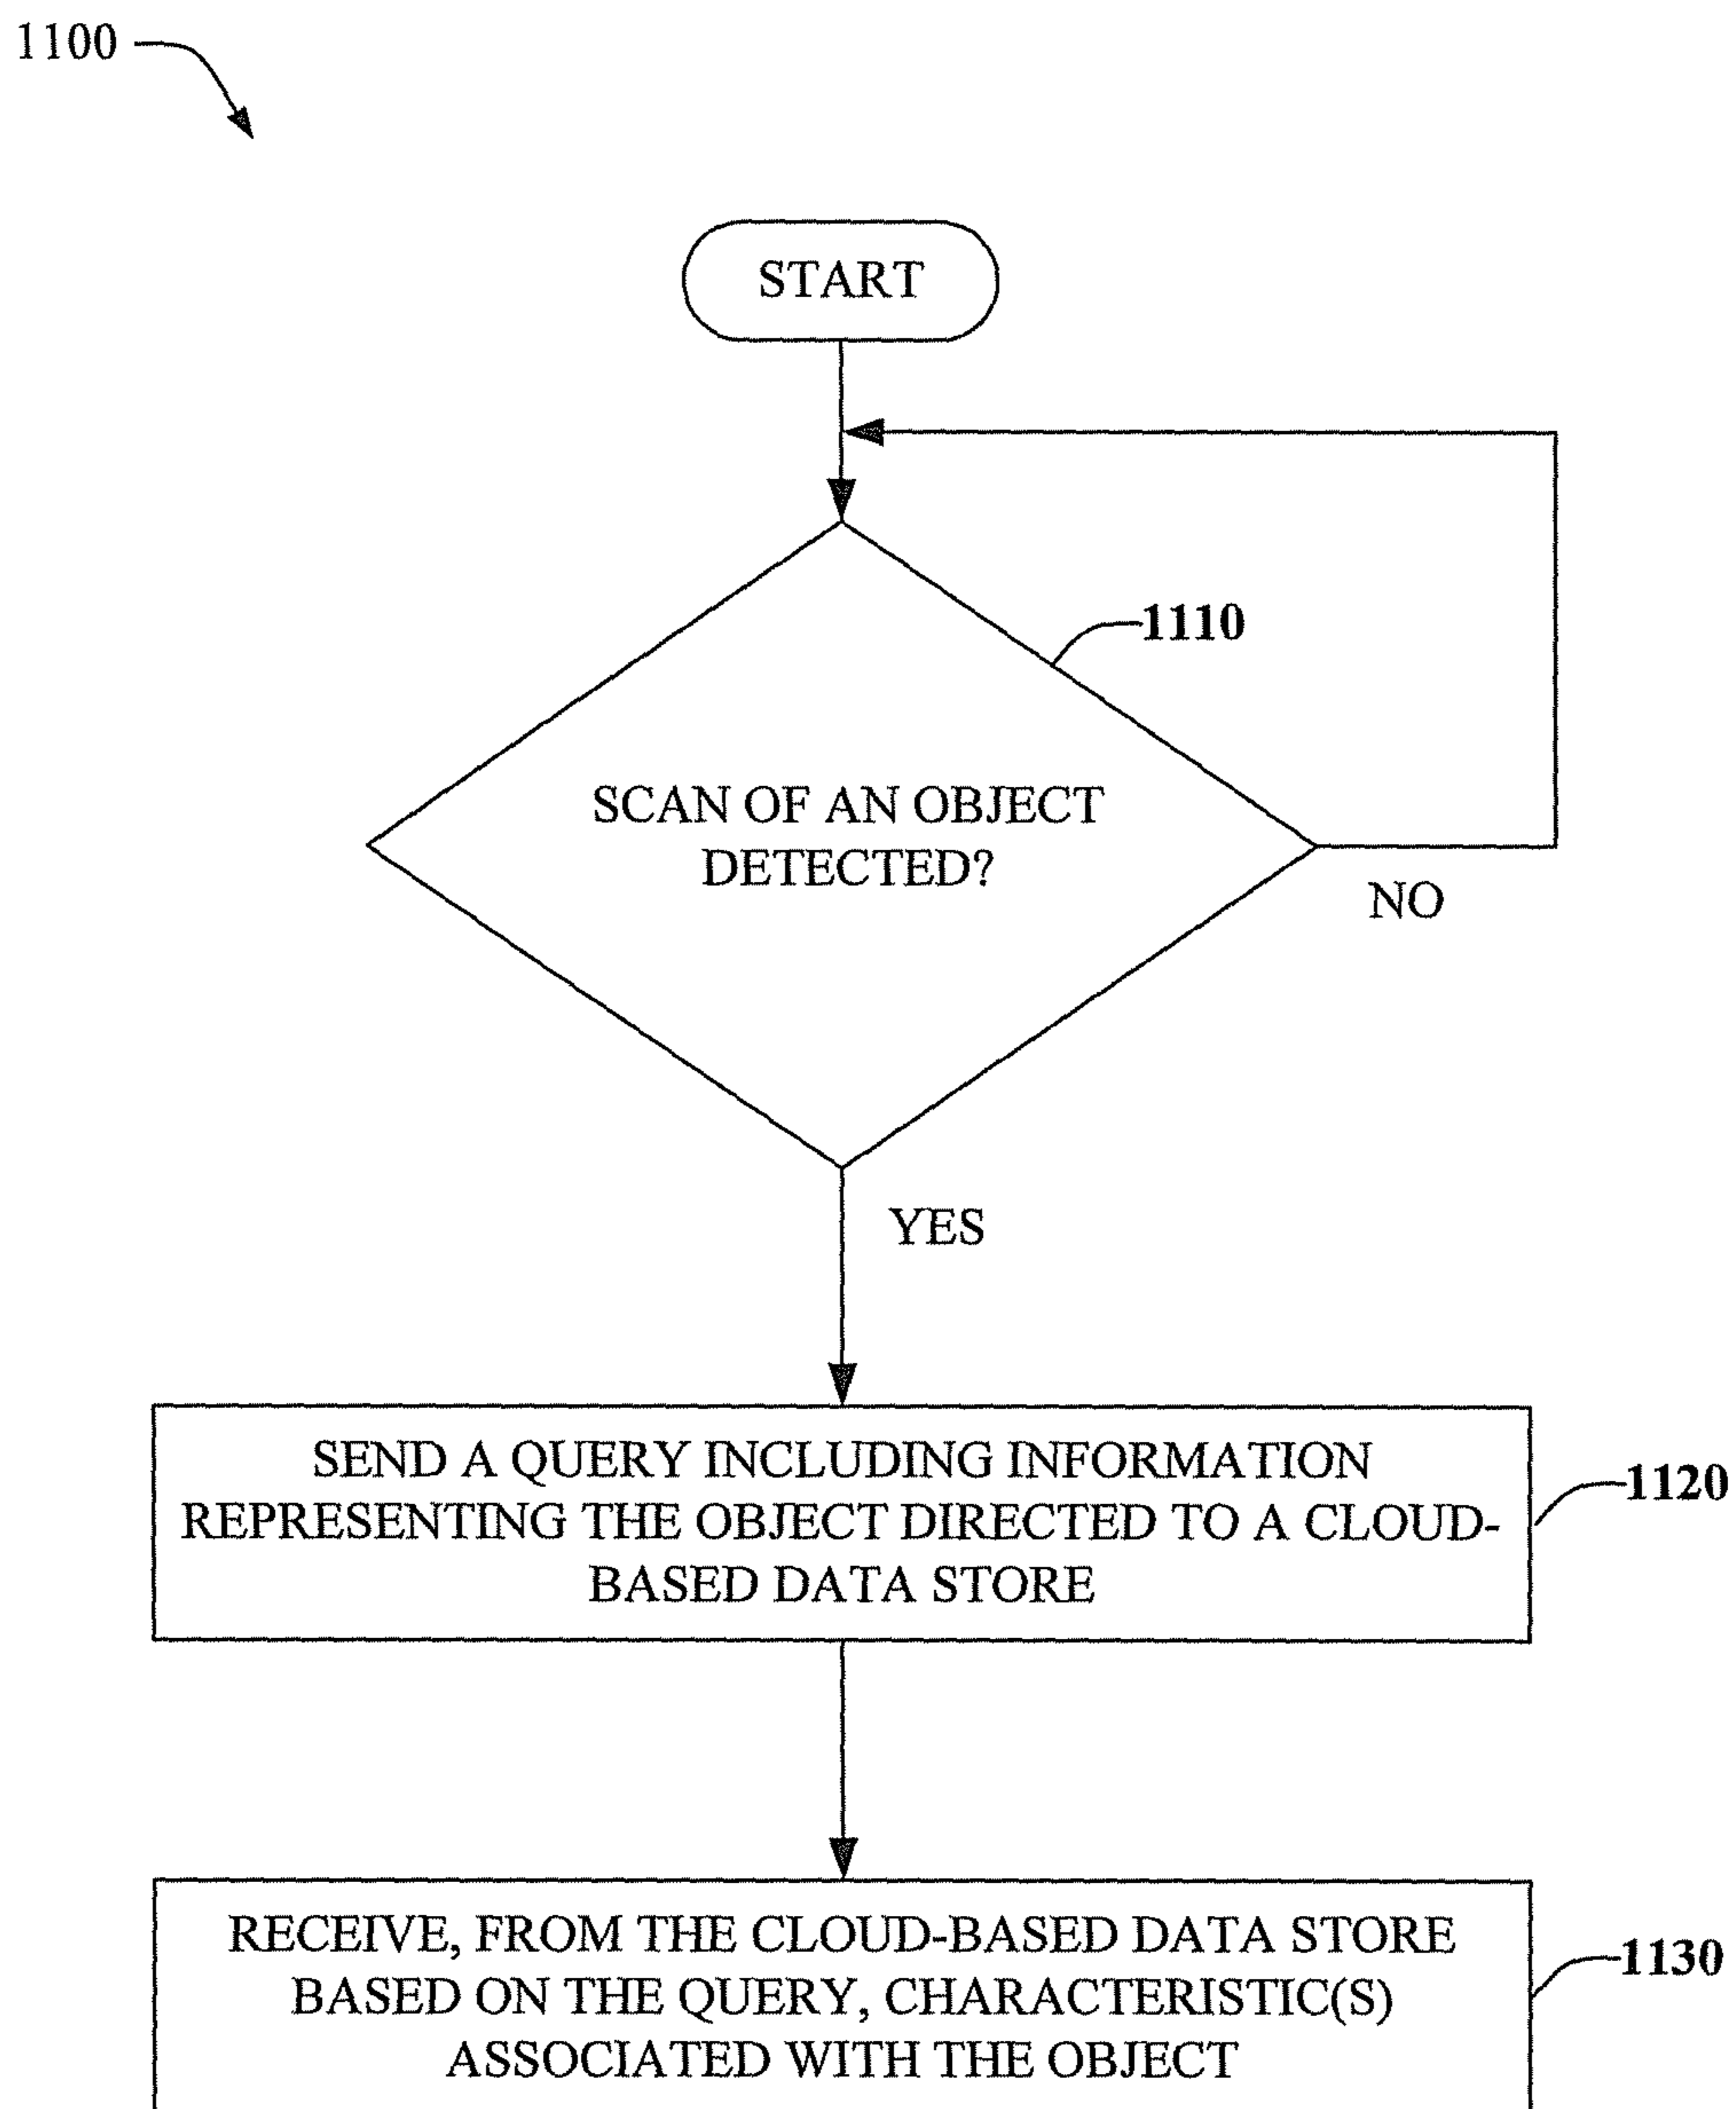 1100
START
1110
SCAN OF AN OBJECT
DETECTED?
NO
YES
SEND A QUERY INCLUDING INFORMATION
REPRESENTING THE OBJECT DIRECTED TO A CLOUD-
BASED DATA STORE
1120
RECEIVE, FROM THE CLOUD-BASED DATA STORE
BASED ON THE QUERY, CHARACTERISTIC(S)
ASSOCIATED WITH THE OBJECT
1130